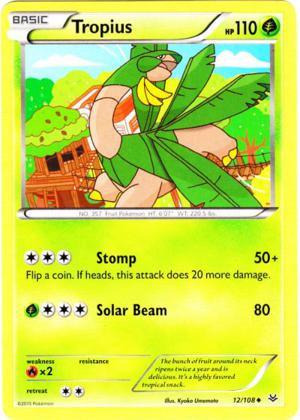 BASIC
Tropius HP110
NO. 357 Fruit Pokémon HT: 6'07" WT: 220.5 lbs.
Stomp 50+
Flip a coin. If heads, this attack does 20 more damage.
Solar Beam 80
weakness resistance
×2
retreat
The bunch of fruit around its neck
ripens twice a year and is
delicious. It's a highly favored
tropical snack.
Illus. Kyoko Umemoto 12/108
©2015 Pokémon